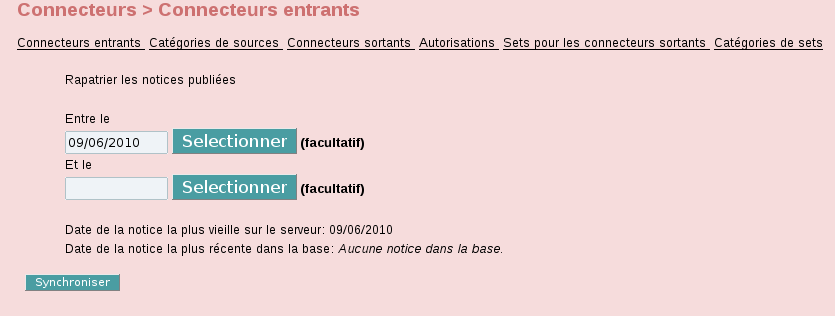 Connecteurs > Connecteurs entrants
Connecteurs entrants Catégories de sources Connecteurs sortants Autorisations Sets pour les connecteurs sortants Catégories de sets
Rapatrier les notices publiées
Entre le
09/06/2010 Selectionner (facultatif)
Et le
Selectionner (facultatif)
Date de la notice la plus vieille sur le serveur: 09/06/2010
Date de la notice la plus récente dans la base: Aucune notice dans la base.
Synchroniser